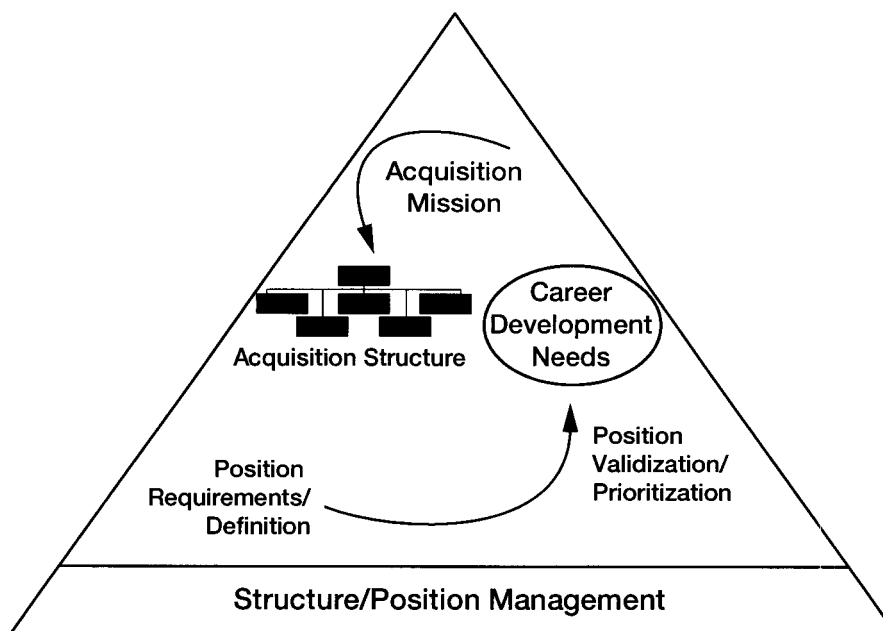 Acquisition
Mission
Career
Development
Needs
Acquisition Structure
Position
Validization/
Prioritization
Position
Requirements/
Definition
Structure/Position Management